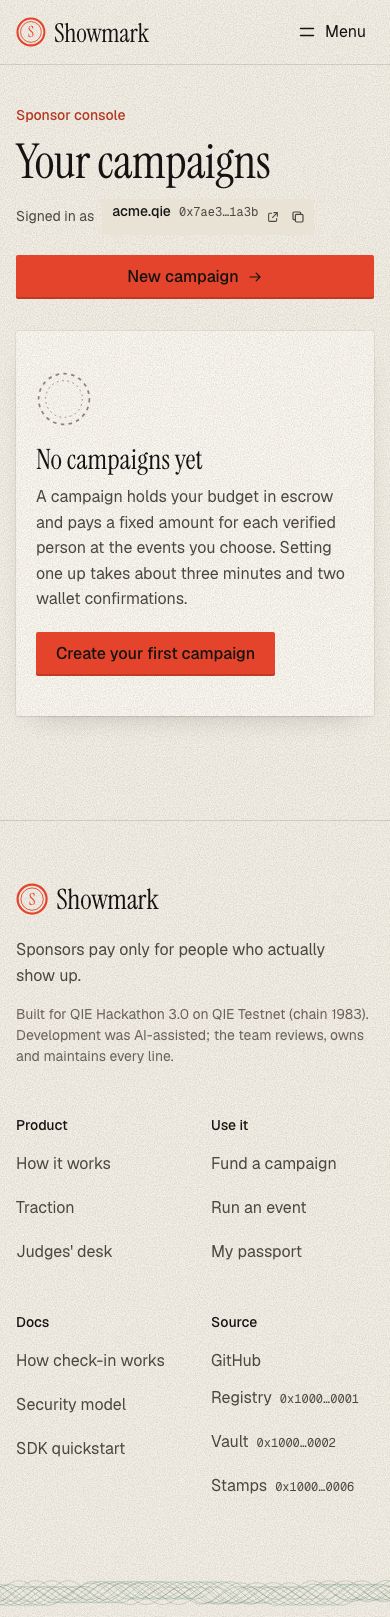 S Showmark
Menu
Sponsor console
Your campaigns
Signed in as acme.qie 0x7ae3…1a3b
New campaign →
No campaigns yet
A campaign holds your budget in escrow
and pays a fixed amount for each verified
person at the events you choose. Setting
one up takes about three minutes and two
wallet confirmations.
Create your first campaign
S Showmark
Sponsors pay only for people who actually
show up.
Built for QIE Hackathon 3.0 on QIE Testnet (chain 1983).
Development was AI-assisted; the team reviews, owns
and maintains every line.
Product
How it works
Traction
Judges' desk
Use it
Fund a campaign
Run an event
My passport
Docs
How check-in works
Security model
SDK quickstart
Source
GitHub
Registry 0x1000…0001
Vault 0x1000…0002
Stamps 0x1000…0006